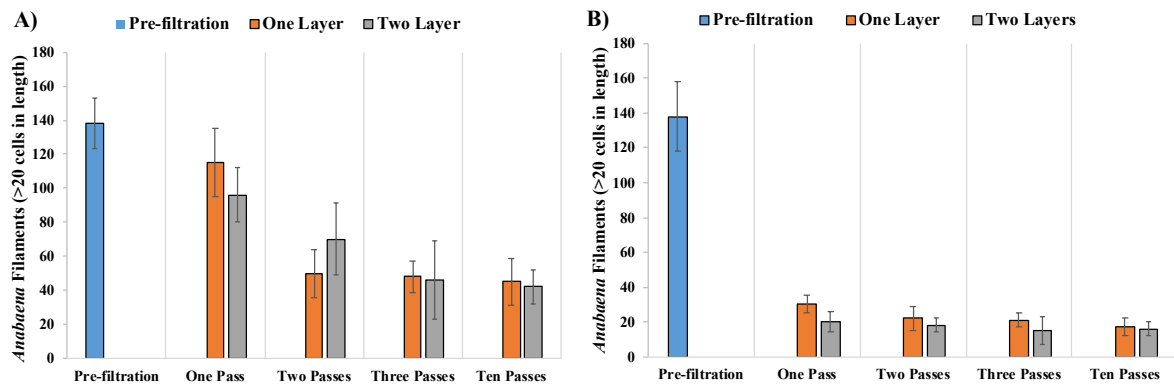 A)
Pre-filtration One Layer Two Layer
Anabaena Filaments (>20 cells in length)
180
160
140
120
100
80
60
40
20
0
Pre-filtration One Pass Two Passes Three Passes Ten Passes
B)
Pre-filtration One Layer Two Layers
Anabaena Filaments (>20 cells in length)
180
160
140
120
100
80
60
40
20
0
Pre-filtration One Pass Two Passes Three Passes Ten Passes